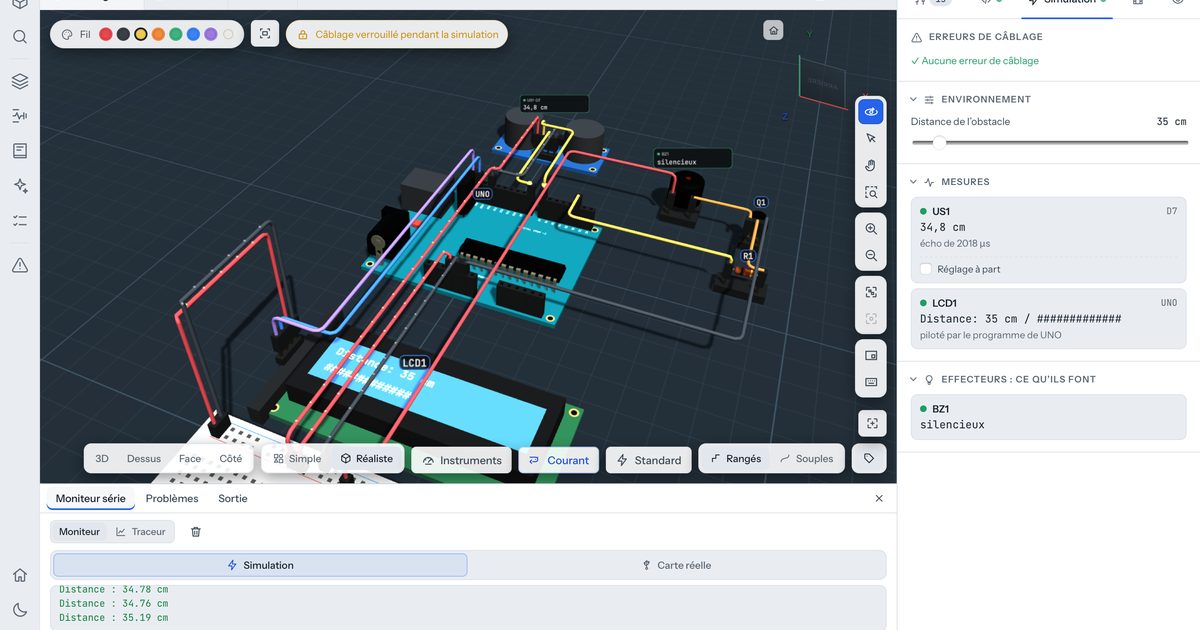 Simulation
Fil
Câblage verrouillé pendant la simulation
US1 D7
34,8 cm
BZ1
silencieux
UNO
Q1
R1
LCD1
Distance: 35 cm
#############
Y
Z
3D
Dessus
Face
Côté
Simple
Réaliste
Instruments
Courant
Standard
Rangés
Souples
Moniteur série
Problèmes
Sortie
Moniteur
Traceur
Simulation
Carte réelle
Distance : 34.78 cm
Distance : 34.76 cm
Distance : 35.19 cm
ERREURS DE CÂBLAGE
✓ Aucune erreur de câblage
ENVIRONNEMENT
Distance de l'obstacle 35 cm
MESURES
US1 D7
34,8 cm
écho de 2018 µs
Réglage à part
LCD1 UNO
Distance: 35 cm / #############
piloté par le programme de UNO
EFFECTEURS : CE QU'ILS FONT
BZ1
silencieux